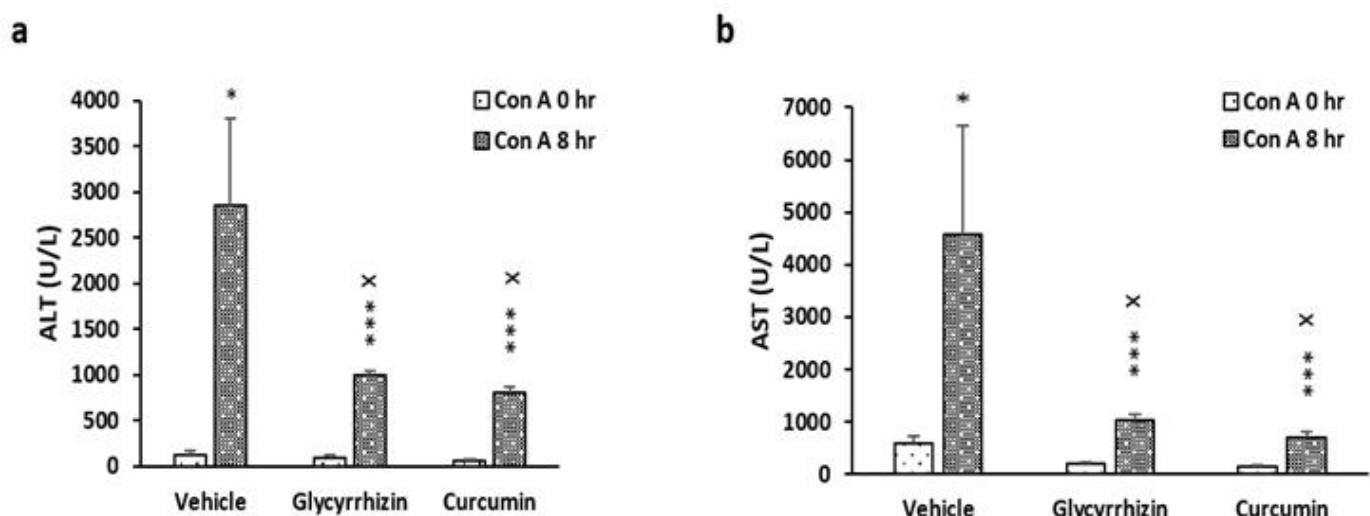 a
ALT (U/L)
4000
3500
3000
2500
2000
1500
1000
500
0
Con A 0 hr
Con A 8 hr
*
×
***
×
***
Vehicle
Glycyrrhizin
Curcumin
b
AST (U/L)
7000
6000
5000
4000
3000
2000
1000
0
Con A 0 hr
Con A 8 hr
*
×
***
×
***
Vehicle
Glycyrrhizin
Curcumin